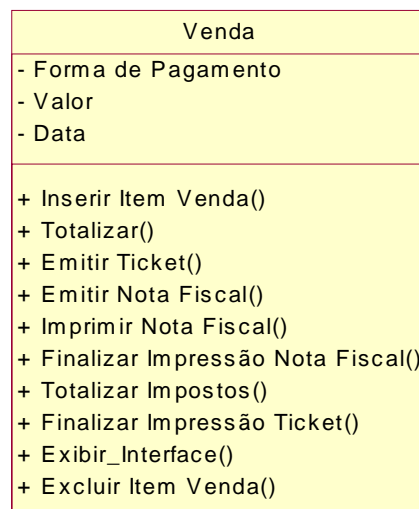 Venda
- Forma de Pagamento
- Valor
- Data
+ Inserir Item Venda()
+ Totalizar()
+ Emitir Ticket()
+ Emitir Nota Fiscal()
+ Imprimir Nota Fiscal()
+ Finalizar Impressão Nota Fiscal()
+ Totalizar Impostos()
+ Finalizar Impressão Ticket()
+ Exibir_Interface()
+ Excluir Item Venda()